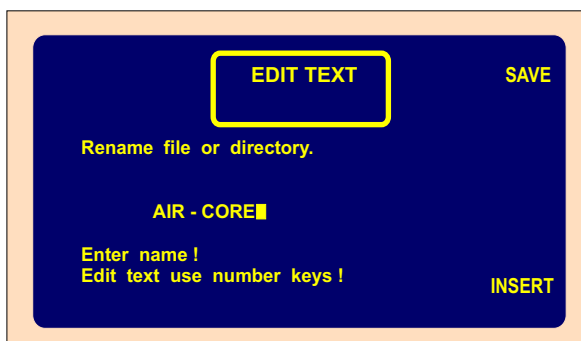 EDIT TEXT
SAVE
Rename file or directory.
AIR - CORE
Enter name !
Edit text use number keys !
INSERT